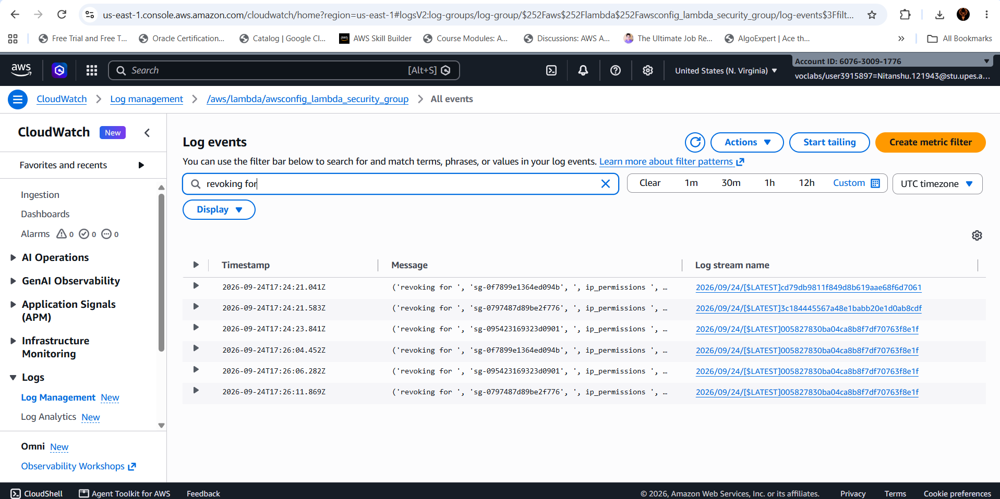 us-east-1.console.aws.amazon.com/cloudwatch/home?region=us-east-1#logsV2:log-groups/log-group/$252Faws$252Flambda$252Fawsconfig_lambda_security_group/log-events$3Ffilt...
Free Trial and Free T...
Oracle Certification...
Catalog | Google Cl...
aws AWS Skill Builder
Course Modules: A...
Discussions: AWS A...
The Ultimate Job Re...
AlgoExpert | Ace th...
»
All Bookmarks
aws
Search
[Alt+S]
United States (N. Virginia)
Account ID: 6076-3009-1776
voclabs/user3915897=Nitanshu.121943@stu.upes.a...
CloudWatch
Log management
/aws/lambda/awsconfig_lambda_security_group
All events
CloudWatch New
Favorites and recents
Ingestion
Dashboards
Alarms 0 0 0
AI Operations
GenAI Observability
Application Signals
(APM)
Infrastructure
Monitoring
Logs
Log Management New
Log Analytics New
Omni New
Observability Workshops
Log events
Actions
Start tailing
Create metric filter
You can use the filter bar below to search for and match terms, phrases, or values in your log events. Learn more about filter patterns
revoking for
Clear 1m 30m 1h 12h Custom
UTC timezone
Display
Timestamp Message Log stream name
2026-09-24T17:24:21.041Z ('revoking for ', 'sg-0f7899e1364ed094b', ', ip_permissions ', … 2026/09/24/[$LATEST]cd79db9811f849d8b619aae68f6d7061
2026-09-24T17:24:21.583Z ('revoking for ', 'sg-0797487d89be2f776', ', ip_permissions ', … 2026/09/24/[$LATEST]3c184445567a48e1babb20e1d0ab8cdf
2026-09-24T17:24:23.841Z ('revoking for ', 'sg-095423169323d0901', ', ip_permissions ', … 2026/09/24/[$LATEST]005827830ba04ca8b8f7df70763f8e1f
2026-09-24T17:26:04.452Z ('revoking for ', 'sg-0f7899e1364ed094b', ', ip_permissions ', … 2026/09/24/[$LATEST]005827830ba04ca8b8f7df70763f8e1f
2026-09-24T17:26:06.282Z ('revoking for ', 'sg-095423169323d0901', ', ip_permissions ', … 2026/09/24/[$LATEST]005827830ba04ca8b8f7df70763f8e1f
2026-09-24T17:26:11.869Z ('revoking for ', 'sg-0797487d89be2f776', ', ip_permissions ', … 2026/09/24/[$LATEST]005827830ba04ca8b8f7df70763f8e1f
CloudShell
Agent Toolkit for AWS
Feedback
© 2026, Amazon Web Services, Inc. or its affiliates.
Privacy
Terms
Cookie preferences